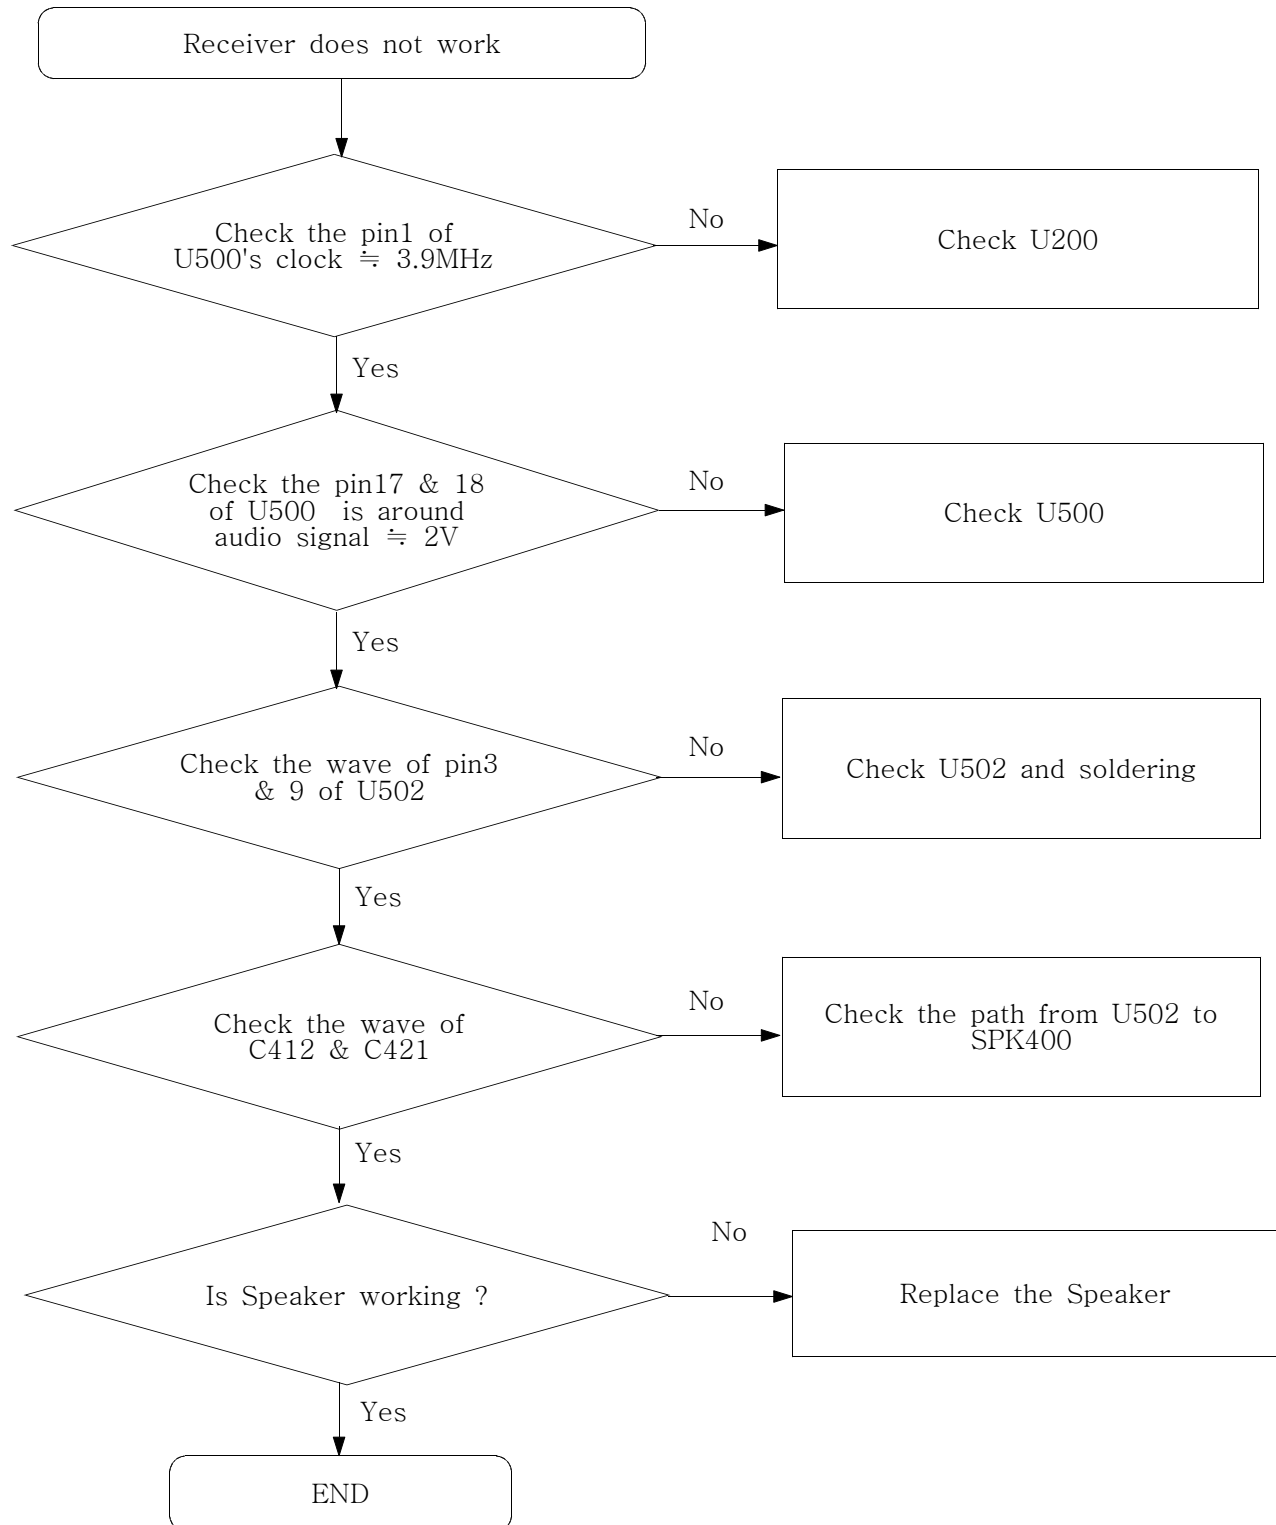 Receiver does not work
Check the pin1 of
U500's clock ≒ 3.9MHz
No
Check U200
Yes
Check the pin17 & 18
of U500 is around
audio signal ≒ 2V
No
Check U500
Yes
Check the wave of pin3
& 9 of U502
No
Check U502 and soldering
Yes
Check the wave of
C412 & C421
No
Check the path from U502 to
SPK400
Yes
Is Speaker working ?
No
Replace the Speaker
Yes
END